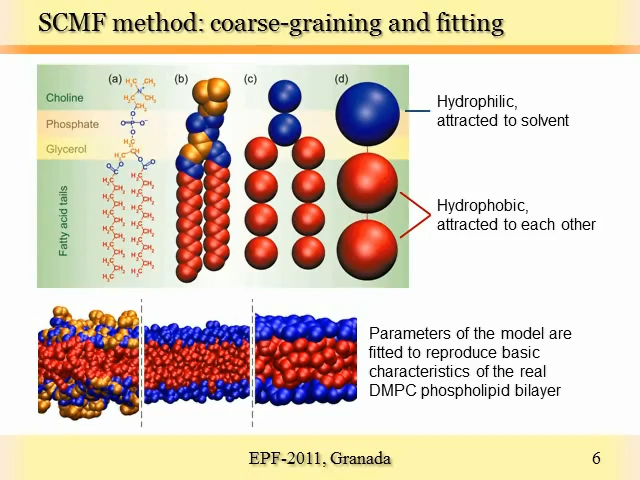 SCMF method: coarse-graining and fitting
(a) (b) (c) (d)
Choline
Phosphate
Glycerol
Fatty acid tails
Hydrophilic,
attracted to solvent
Hydrophobic,
attracted to each other
Parameters of the model are
fitted to reproduce basic
characteristics of the real
DMPC phospholipid bilayer
EPF-2011, Granada
6